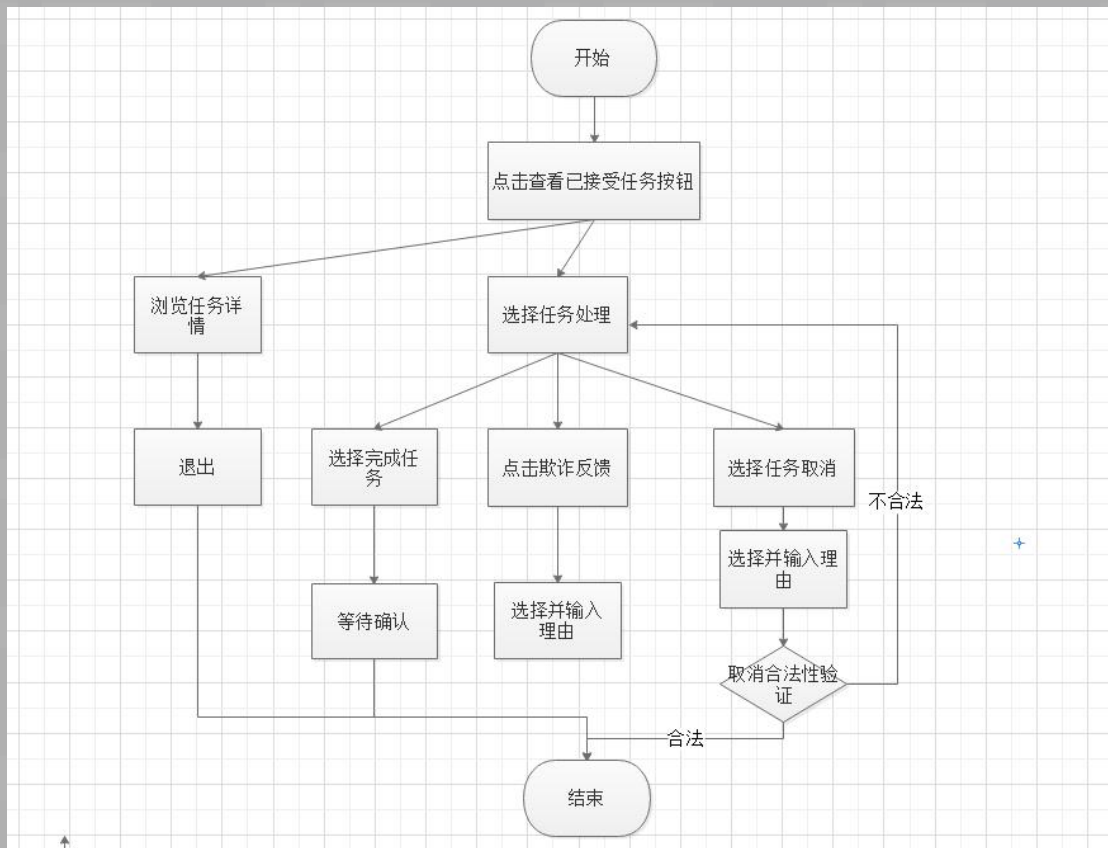 开始
点击查看已接受任务按钮
浏览任务详
情
选择任务处理
退出
选择完成任
务
点击欺诈反馈
选择任务取消
不合法
选择并输入理
由
等待确认
选择并输入
理由
取消合法性验
证
合法
结束